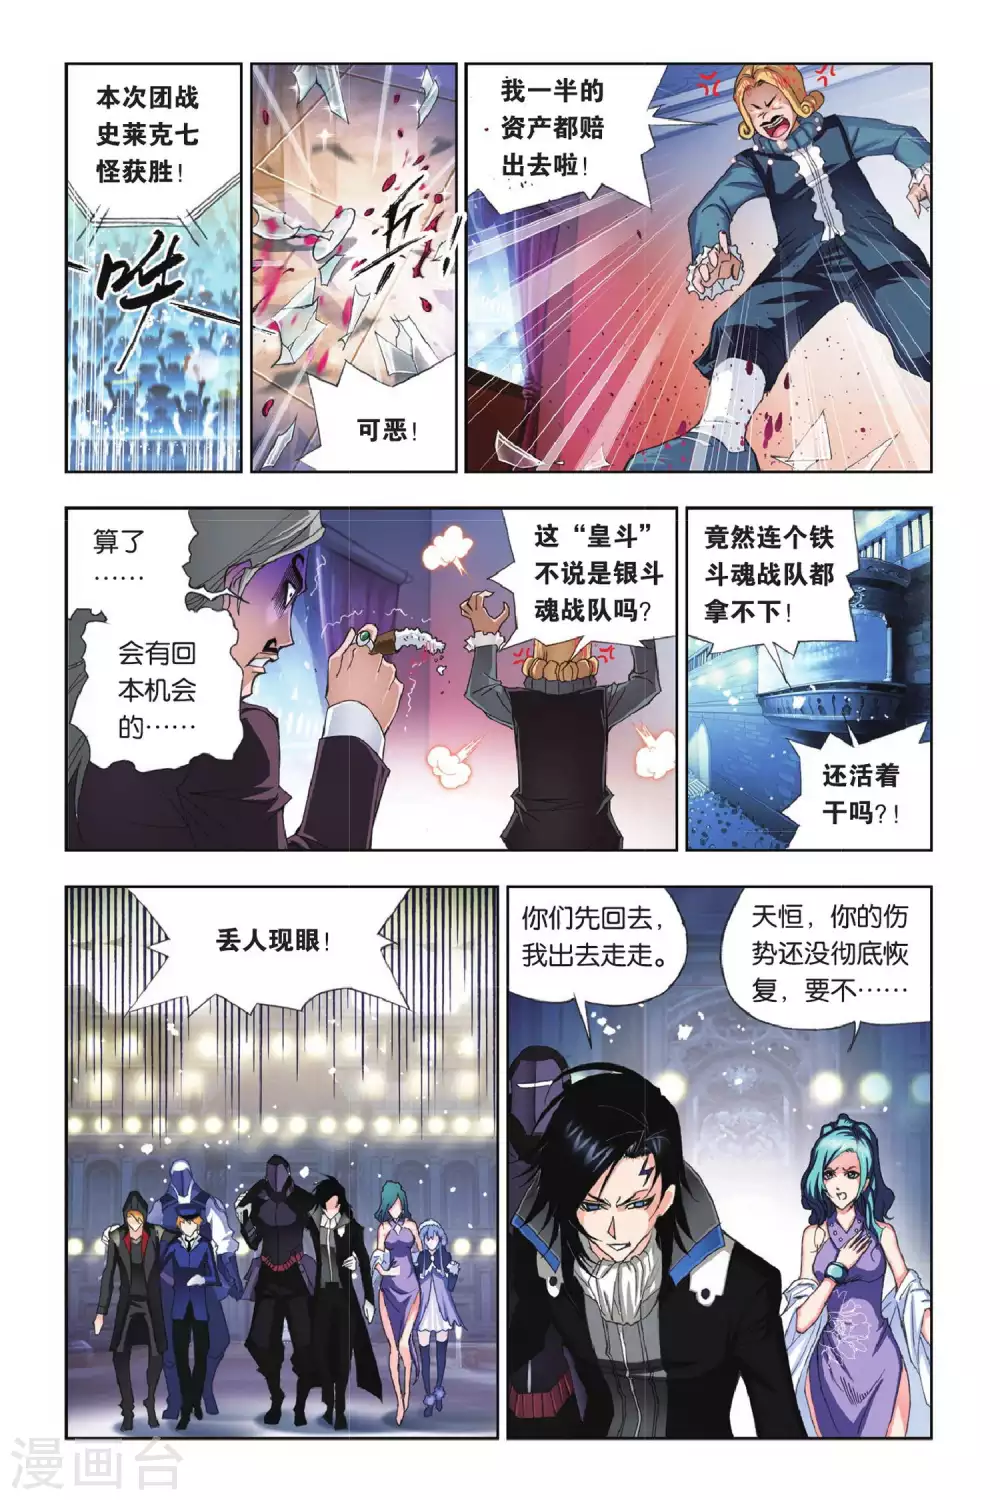 本次团战
史莱克七
怪获胜！
哗
乓
可恶！
我一半的
资产都赔
出去啦！
算了
……
会有回
本机会
的……
这“皇斗”
不说是银斗
魂战队吗？
竟然连个铁
斗魂战队都
拿不下！
还活着
干吗？！
丢人现眼！
你们先回去，
我出去走走。
天恒，你的伤
势还没彻底恢
复，要不……
漫画台